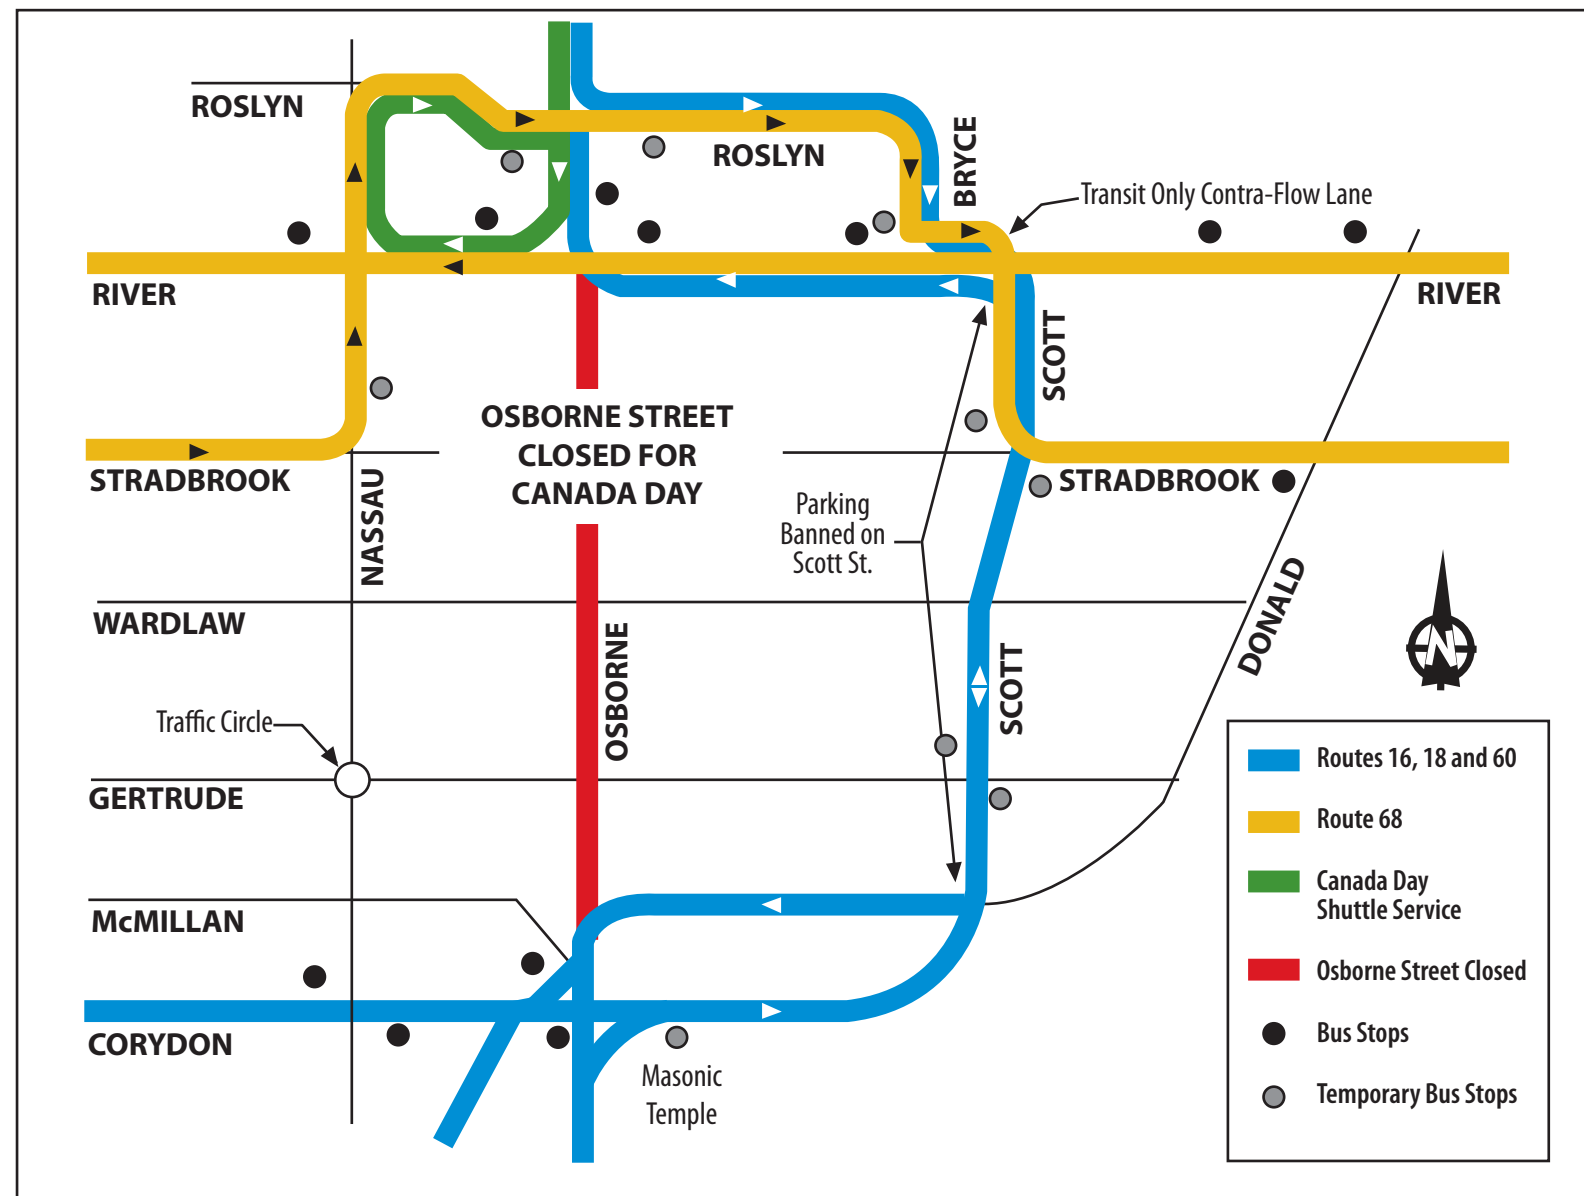 ROSLYN
ROSLYN
BRYCE
Transit Only Contra-Flow Lane
RIVER
RIVER
SCOTT
OSBORNE STREET
CLOSED FOR
CANADA DAY
STRADBROOK
STRADBROOK
NASSAU
Parking
Banned on
Scott St.
WARDLAW
OSBORNE
SCOTT
DONALD
N
Traffic Circle
GERTRUDE
McMILLAN
CORYDON
Masonic
Temple
Routes 16, 18 and 60
Route 68
Canada Day
Shuttle Service
Osborne Street Closed
Bus Stops
Temporary Bus Stops